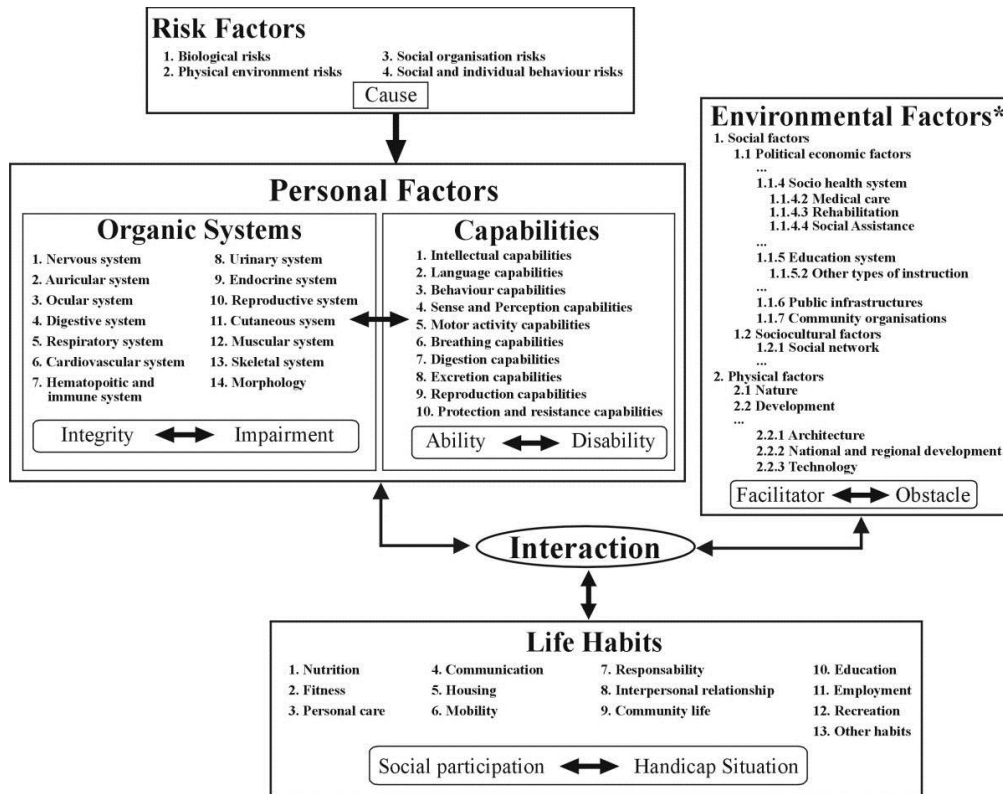 Risk Factors
1. Biological risks
2. Physical environment risks
3. Social organisation risks
4. Social and individual behaviour risks
Cause
Personal Factors
Organic Systems
1. Nervous system
2. Auricular system
3. Ocular system
4. Digestive system
5. Respiratory system
6. Cardiovascular system
7. Hematopoitic and
immune system
8. Urinary system
9. Endocrine system
10. Reproductive system
11. Cutaneous sysem
12. Muscular system
13. Skeletal system
14. Morphology
Integrity Impairment
Capabilities
1. Intellectual capabilities
2. Language capabilities
3. Behaviour capabilities
4. Sense and Perception capabilities
5. Motor activity capabilities
6. Breathing capabilities
7. Digestion capabilities
8. Excretion capabilities
9. Reproduction capabilities
10. Protection and resistance capabilities
Ability Disability
Environmental Factors*
1. Social factors
1.1 Political economic factors
...
1.1.4 Socio health system
1.1.4.2 Medical care
1.1.4.3 Rehabilitation
1.1.4.4 Social Assistance
...
1.1.5 Education system
1.1.5.2 Other types of instruction
...
1.1.6 Public infrastructures
1.1.7 Community organisations
1.2 Sociocultural factors
1.2.1 Social network
...
2. Physical factors
2.1 Nature
2.2 Development
...
2.2.1 Architecture
2.2.2 National and regional development
2.2.3 Technology
Facilitator Obstacle
Interaction
Life Habits
1. Nutrition
2. Fitness
3. Personal care
4. Communication
5. Housing
6. Mobility
7. Responsability
8. Interpersonal relationship
9. Community life
10. Education
11. Employment
12. Recreation
13. Other habits
Social participation Handicap Situation